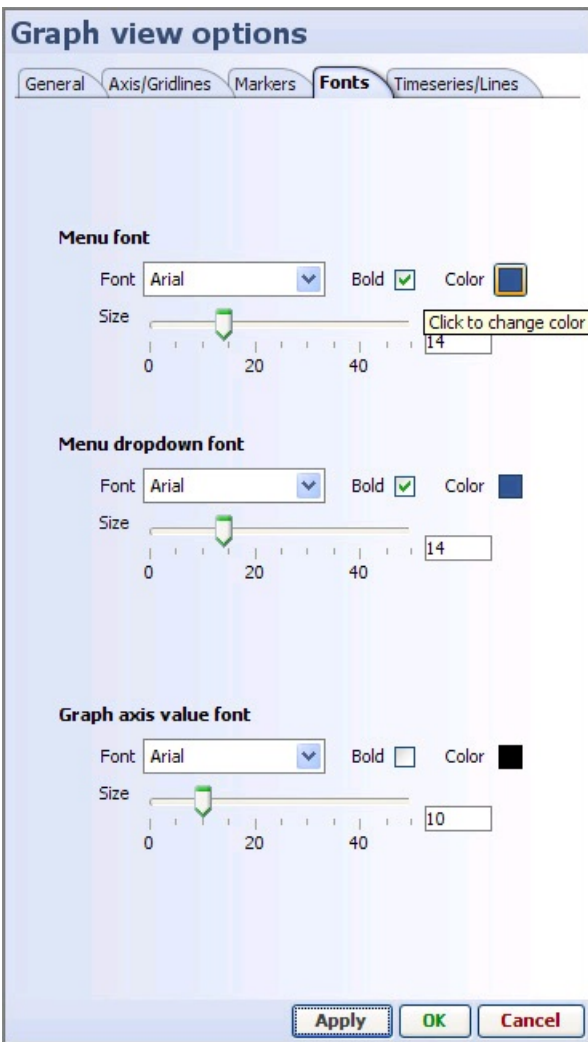 Graph view options
General Axis/Gridlines Markers Fonts Timeseries/Lines
Menu font
Font Arial Bold Color
Size
Click to change color
14
0 20 40
Menu dropdown font
Font Arial Bold Color
Size
14
0 20 40
Graph axis value font
Font Arial Bold Color
Size
10
0 20 40
Apply OK Cancel